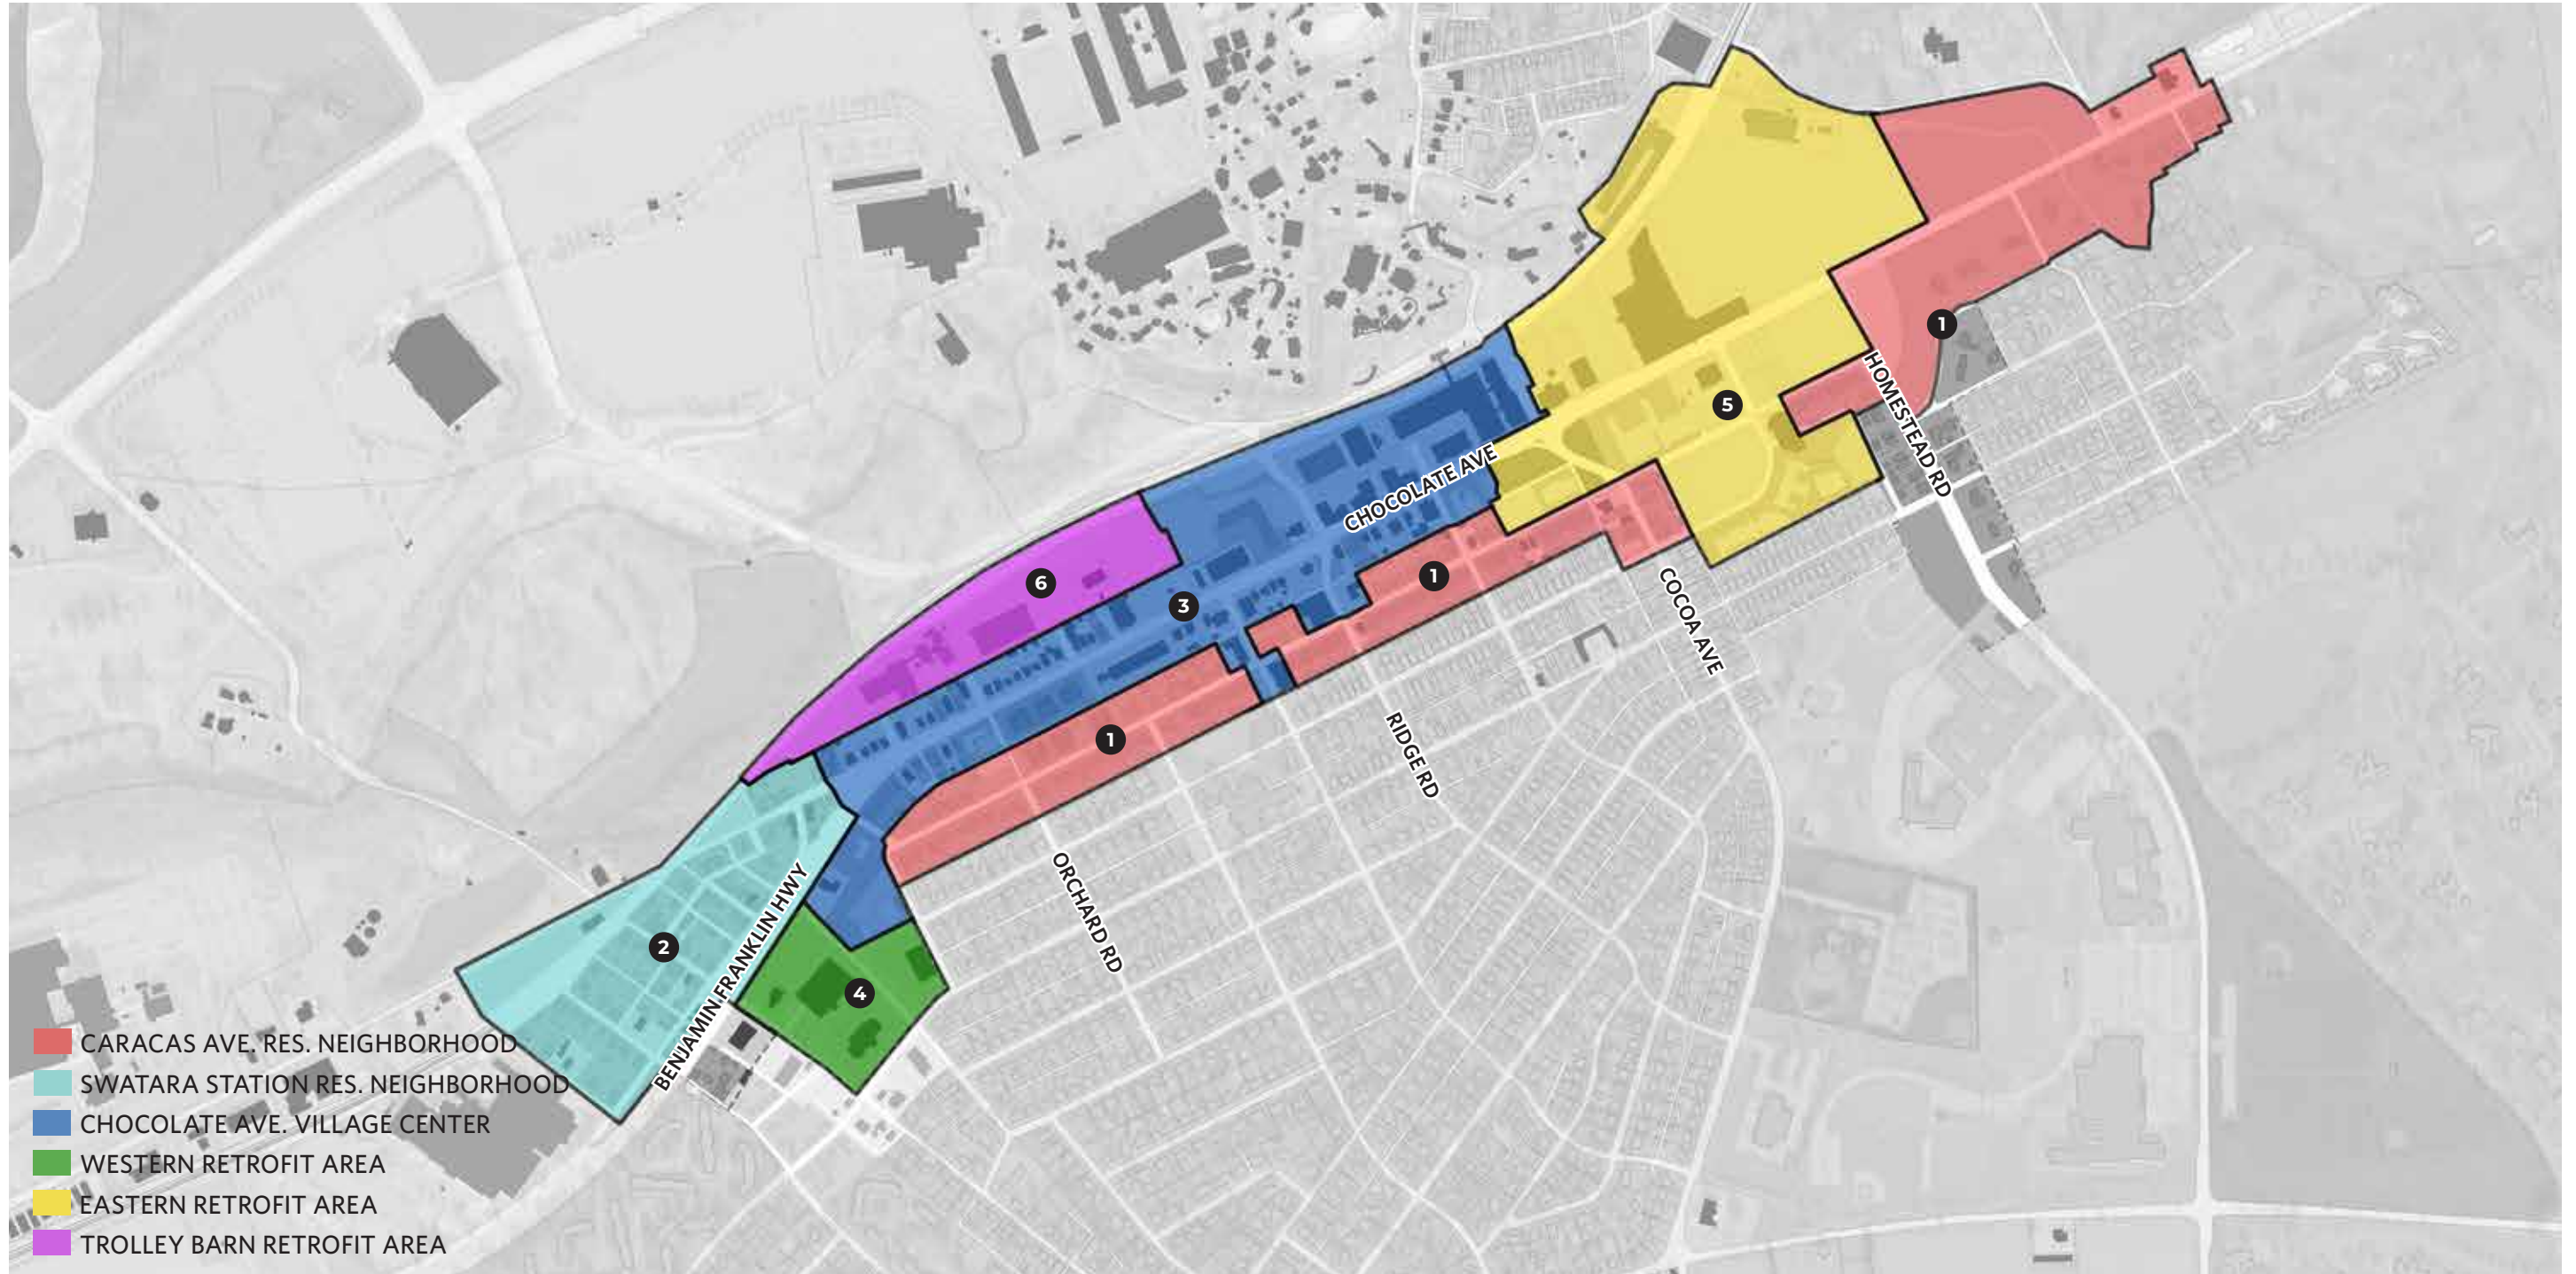 1
5
HOMESTEAD RD
CHOCOLATE AVE
6
1
3
COCOA AVE
1
RIDGE RD
ORCHARD RD
2
BENJAMIN FRANKLIN HWY
4
CARACAS AVE. RES. NEIGHBORHOOD
SWATARA STATION RES. NEIGHBORHOOD
CHOCOLATE AVE. VILLAGE CENTER
WESTERN RETROFIT AREA
EASTERN RETROFIT AREA
TROLLEY BARN RETROFIT AREA